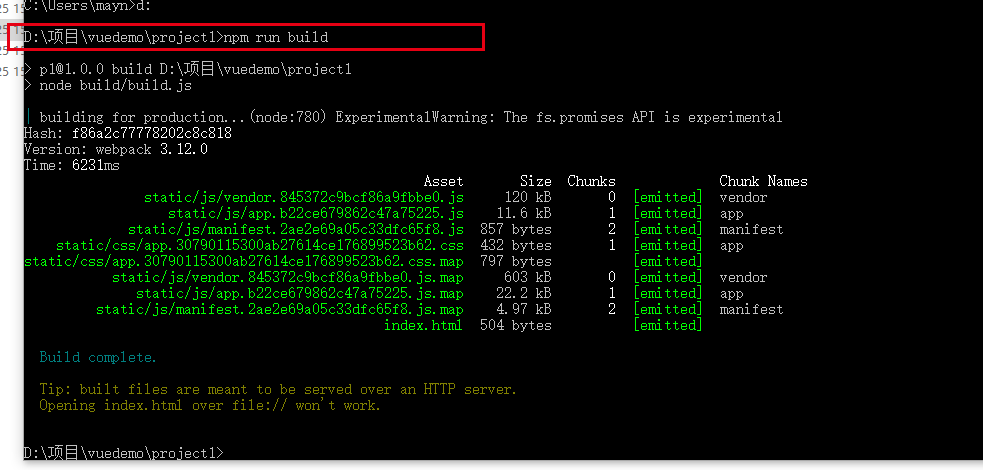 C:\Users\mayn>d:
D:\项目\vuedemo\project1>npm run build
> p1@1.0.0 build D:\项目\vuedemo\project1
> node build/build.js
| building for production...(node:780) ExperimentalWarning: The fs.promises API is experimental
Hash: f86a2c77778202c8c818
Version: webpack 3.12.0
Time: 6231ms
Asset Size Chunks Chunk Names
static/js/vendor.845372c9bcf86a9fbbe0.js 120 kB 0 [emitted] vendor
static/js/app.b22ce679862c47a75225.js 11.6 kB 1 [emitted] app
static/js/manifest.2ae2e69a05c33dfc65f8.js 857 bytes 2 [emitted] manifest
static/css/app.30790115300ab27614ce176899523b62.css 432 bytes 1 [emitted] app
static/css/app.30790115300ab27614ce176899523b62.css.map 797 bytes [emitted]
static/js/vendor.845372c9bcf86a9fbbe0.js.map 603 kB 0 [emitted] vendor
static/js/app.b22ce679862c47a75225.js.map 22.2 kB 1 [emitted] app
static/js/manifest.2ae2e69a05c33dfc65f8.js.map 4.97 kB 2 [emitted] manifest
index.html 504 bytes [emitted]
Build complete.
Tip: built files are meant to be served over an HTTP server.
Opening index.html over file:// won't work.
D:\项目\vuedemo\project1>